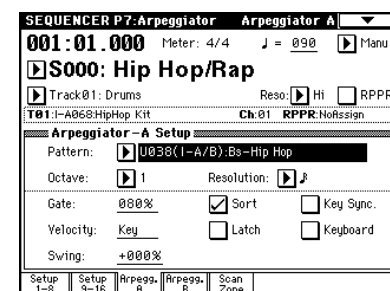 SEQUENCER P7:Arpeggiator Arpeggiator A
001:01.000 Meter: 4/4 ♩= 090 Manu
S000: Hip Hop/Rap
Track01: Drums Reso: Hi RPPR
T01:I-A068:HipHop Kit Ch:01 RPPR:NoAssign
Arpeggiator-A Setup
Pattern: U038(I-A/B):Bs-Hip Hop
Octave: 1 Resolution: ♪
Gate: 080% Sort Key Sync.
Velocity: Key Latch Keyboard
Swing: +000%
Setup 1-8 Setup 9-16 Arpegg. A Arpegg. B Scan Zone